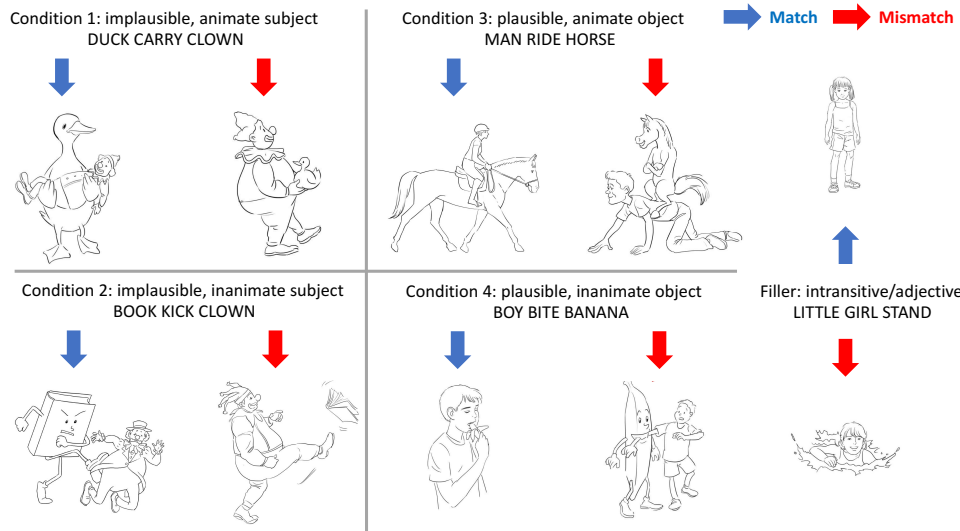 Condition 1: implausible, animate subject
DUCK CARRY CLOWN
Condition 3: plausible, animate object
MAN RIDE HORSE
Match
Mismatch
Condition 2: implausible, inanimate subject
BOOK KICK CLOWN
Condition 4: plausible, inanimate object
BOY BITE BANANA
Filler: intransitive/adjective
LITTLE GIRL STAND